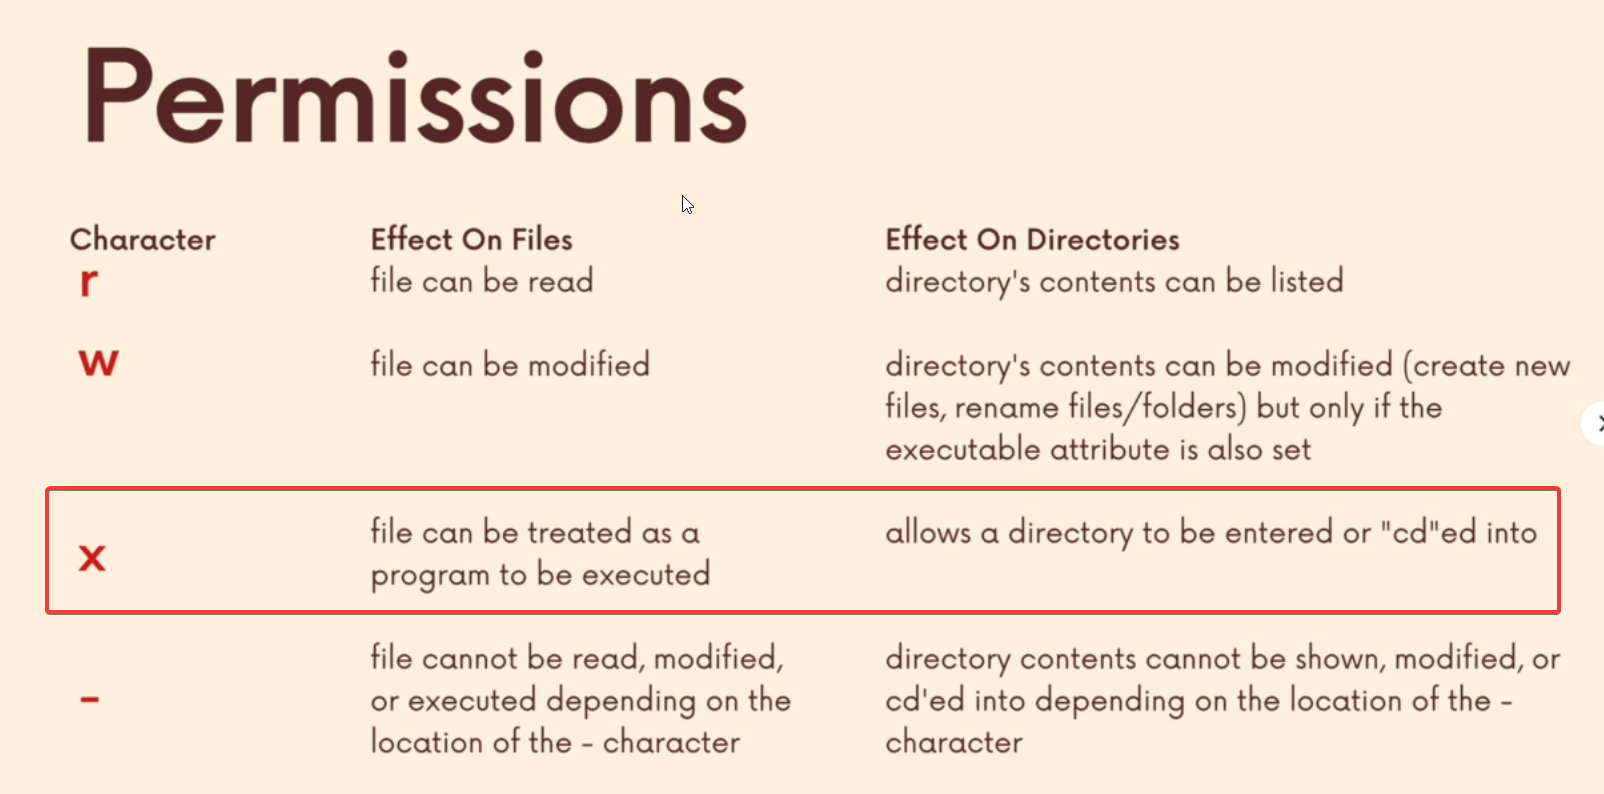 Permissions
Character Effect On Files Effect On Directories
r file can be read directory's contents can be listed
w file can be modified directory's contents can be modified (create new
files, rename files/folders) but only if the
executable attribute is also set
x file can be treated as a allows a directory to be entered or "cd"ed into
program to be executed
- file cannot be read, modified, directory contents cannot be shown, modified, or
or executed depending on the cd'ed into depending on the location of the -
location of the - character character